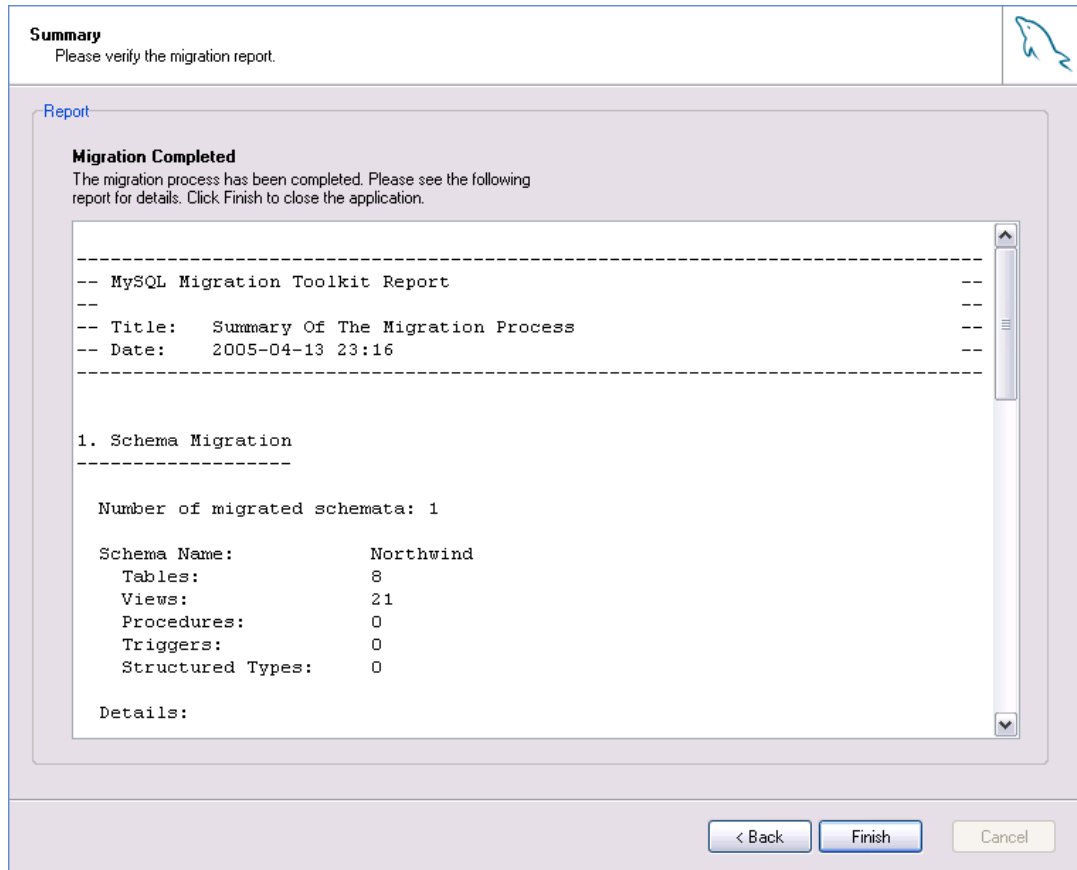 Summary
Please verify the migration report.
Report
Migration Completed
The migration process has been completed. Please see the following
report for details. Click Finish to close the application.
--------------------------------------------------------------------------------
-- MySQL Migration Toolkit Report                                             --
--                                                                            --
-- Title:   Summary Of The Migration Process                                  --
-- Date:    2005-04-13 23:16                                                  --
--------------------------------------------------------------------------------
1. Schema Migration
-------------------
Number of migrated schemata: 1
Schema Name:            Northwind
Tables:                 8
Views:                  21
Procedures:             0
Triggers:               0
Structured Types:       0
Details:
< Back
Finish
Cancel